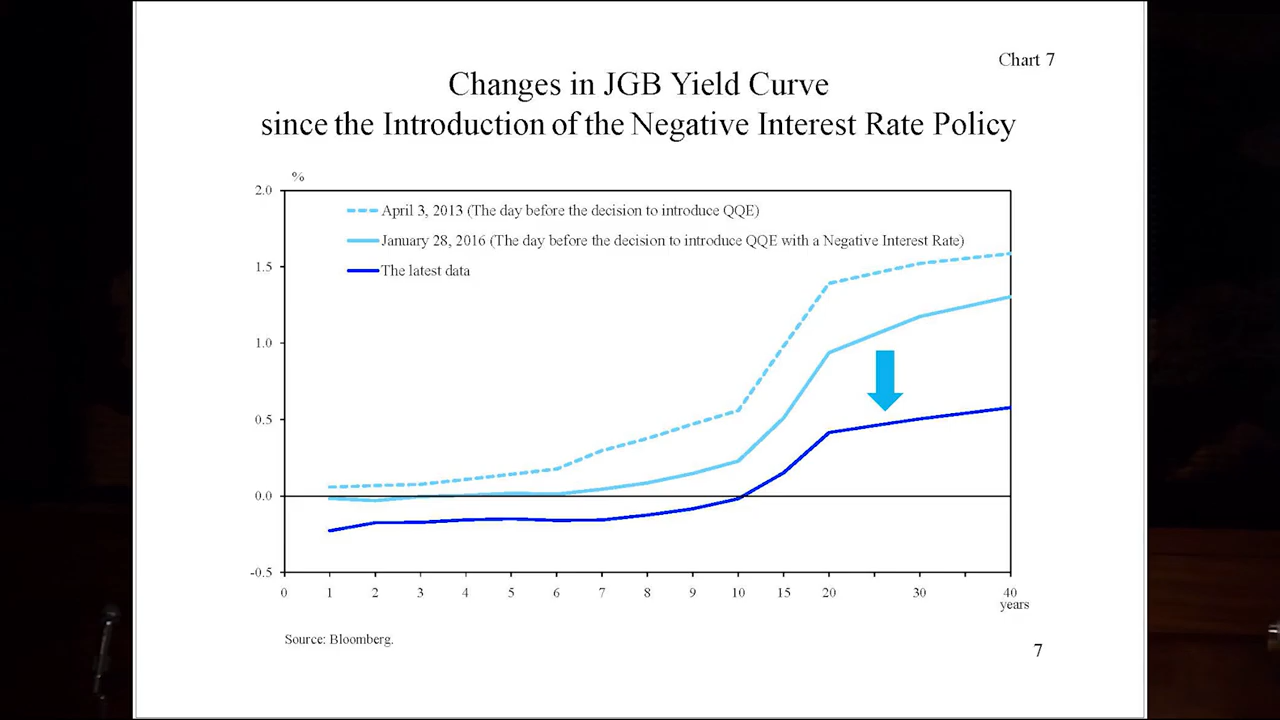 Chart 7
Changes in JGB Yield Curve
since the Introduction of the Negative Interest Rate Policy
%
2.0
April 3, 2013 (The day before the decision to introduce QQE)
January 28, 2016 (The day before the decision to introduce QQE with a Negative Interest Rate)
The latest data
1.5
1.0
0.5
0.0
-0.5
0 1 2 3 4 5 6 7 8 9 10 15 20 30 40
years
Source: Bloomberg.
7